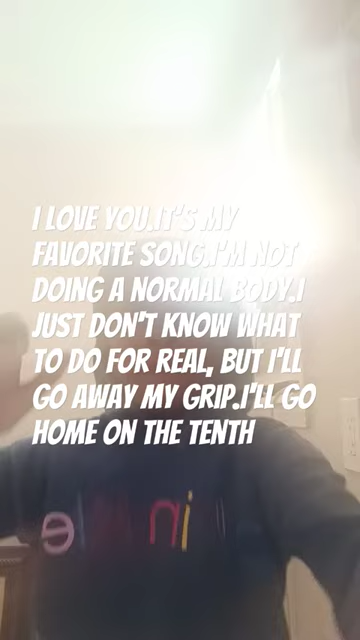 I LOVE YOU.IT'S MY
FAVORITE SONG.I'M NOT
DOING A NORMAL BODY.I
JUST DON'T KNOW WHAT
TO DO FOR REAL, BUT I'LL
GO AWAY MY GRIP.I'LL GO
HOME ON THE TENTH